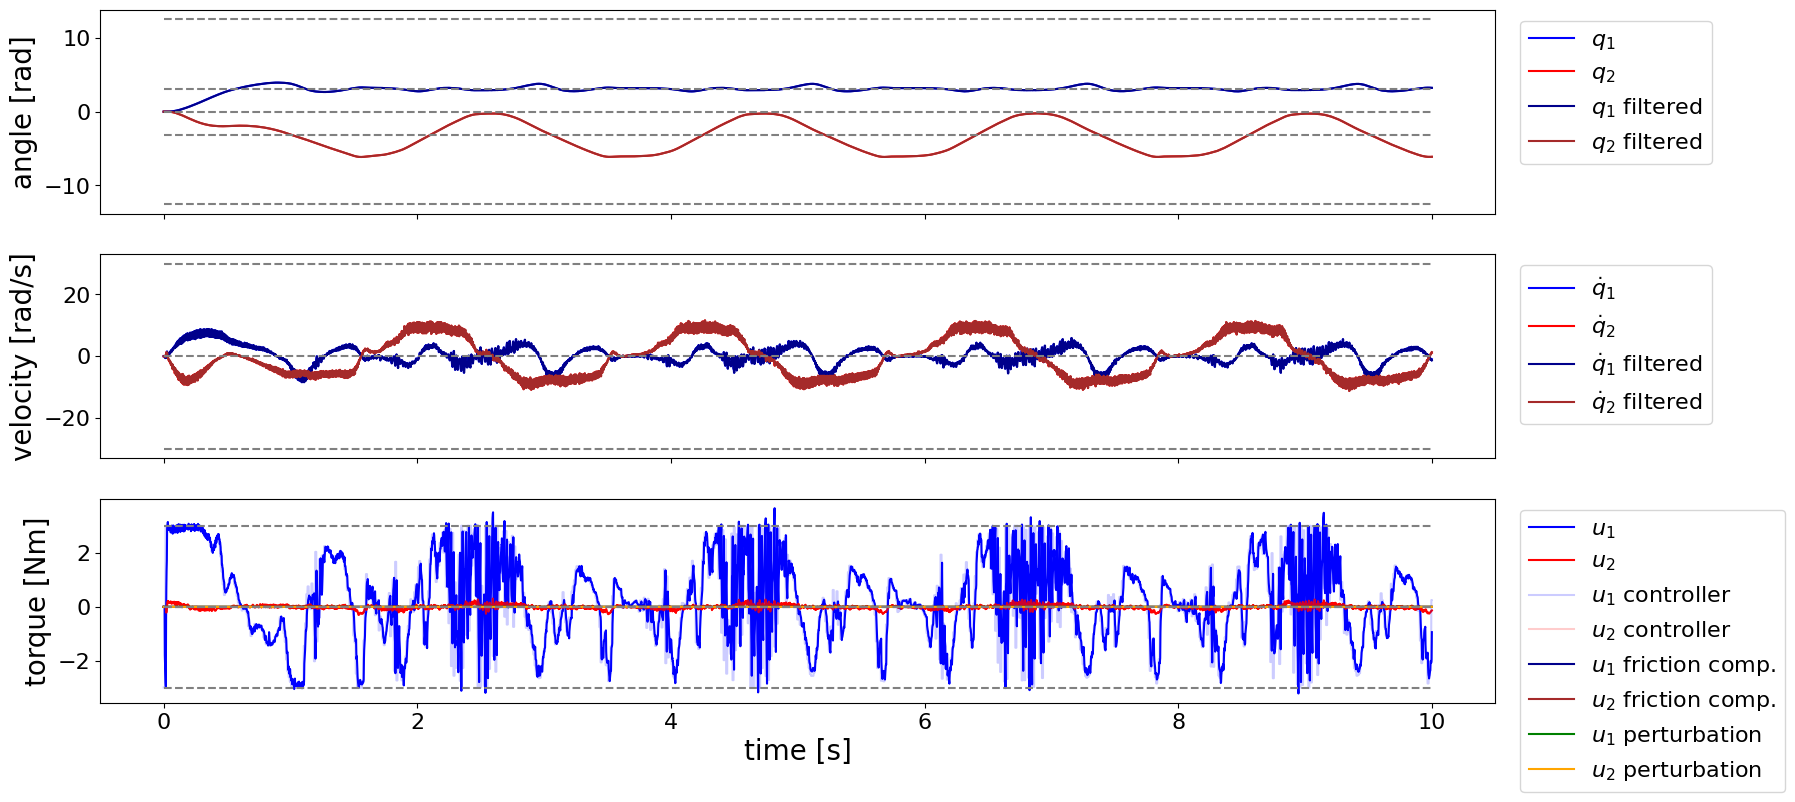 angle [rad]
10
0
−10
q₁
q₂
q₁ filtered
q₂ filtered
velocity [rad/s]
20
0
−20
q̇₁
q̇₂
q̇₁ filtered
q̇₂ filtered
torque [Nm]
2
0
−2
0
2
4
6
8
10
time [s]
u₁
u₂
u₁ controller
u₂ controller
u₁ friction comp.
u₂ friction comp.
u₁ perturbation
u₂ perturbation